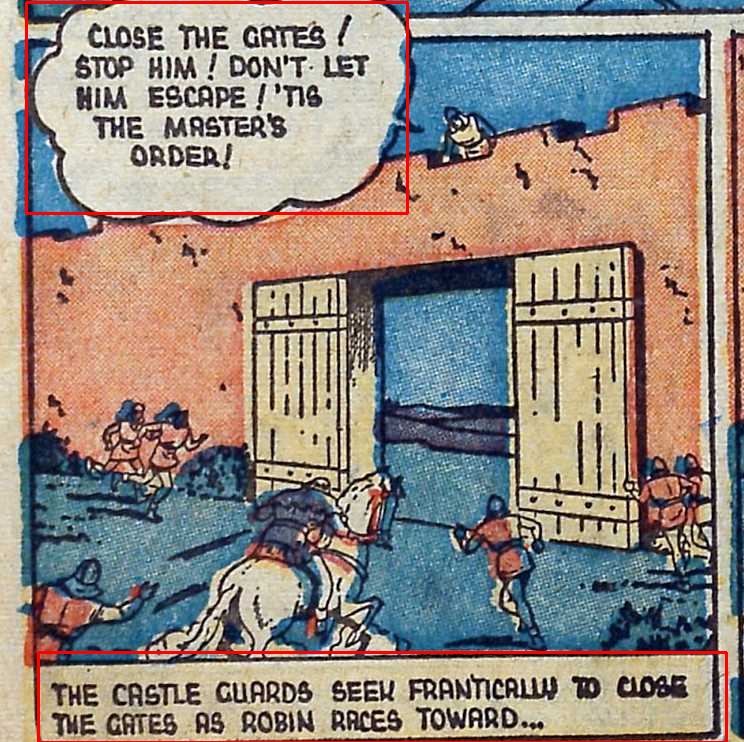 CLOSE THE GATES!
STOP HIM! DON'T LET
HIM ESCAPE! 'TIS
THE MASTER'S
ORDER!
THE CASTLE GUARDS SEEK FRANTICALLY TO CLOSE
THE GATES AS ROBIN RACES TOWARD...